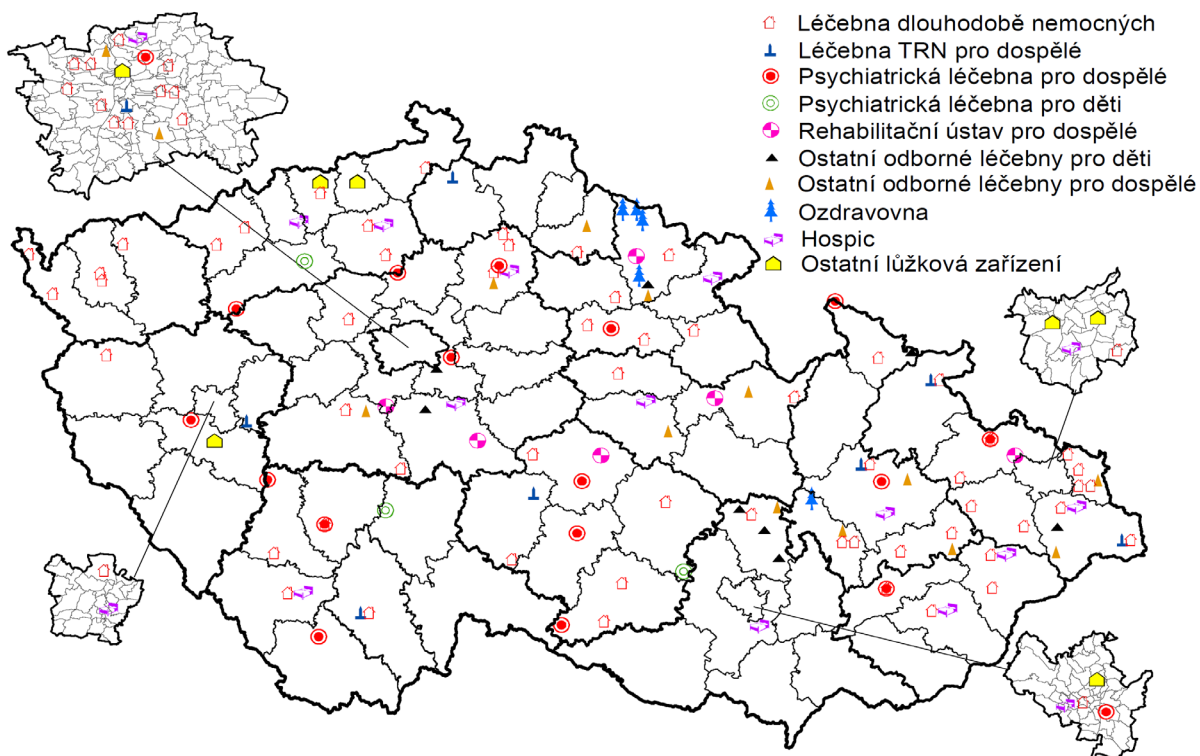 Léčebna dlouhodobě nemocných
Léčebna TRN pro dospělé
Psychiatrická léčebna pro dospělé
Psychiatrická léčebna pro děti
Rehabilitační ústav pro dospělé
Ostatní odborné léčebny pro děti
Ostatní odborné léčebny pro dospělé
Ozdravovna
Hospic
Ostatní lůžková zařízení